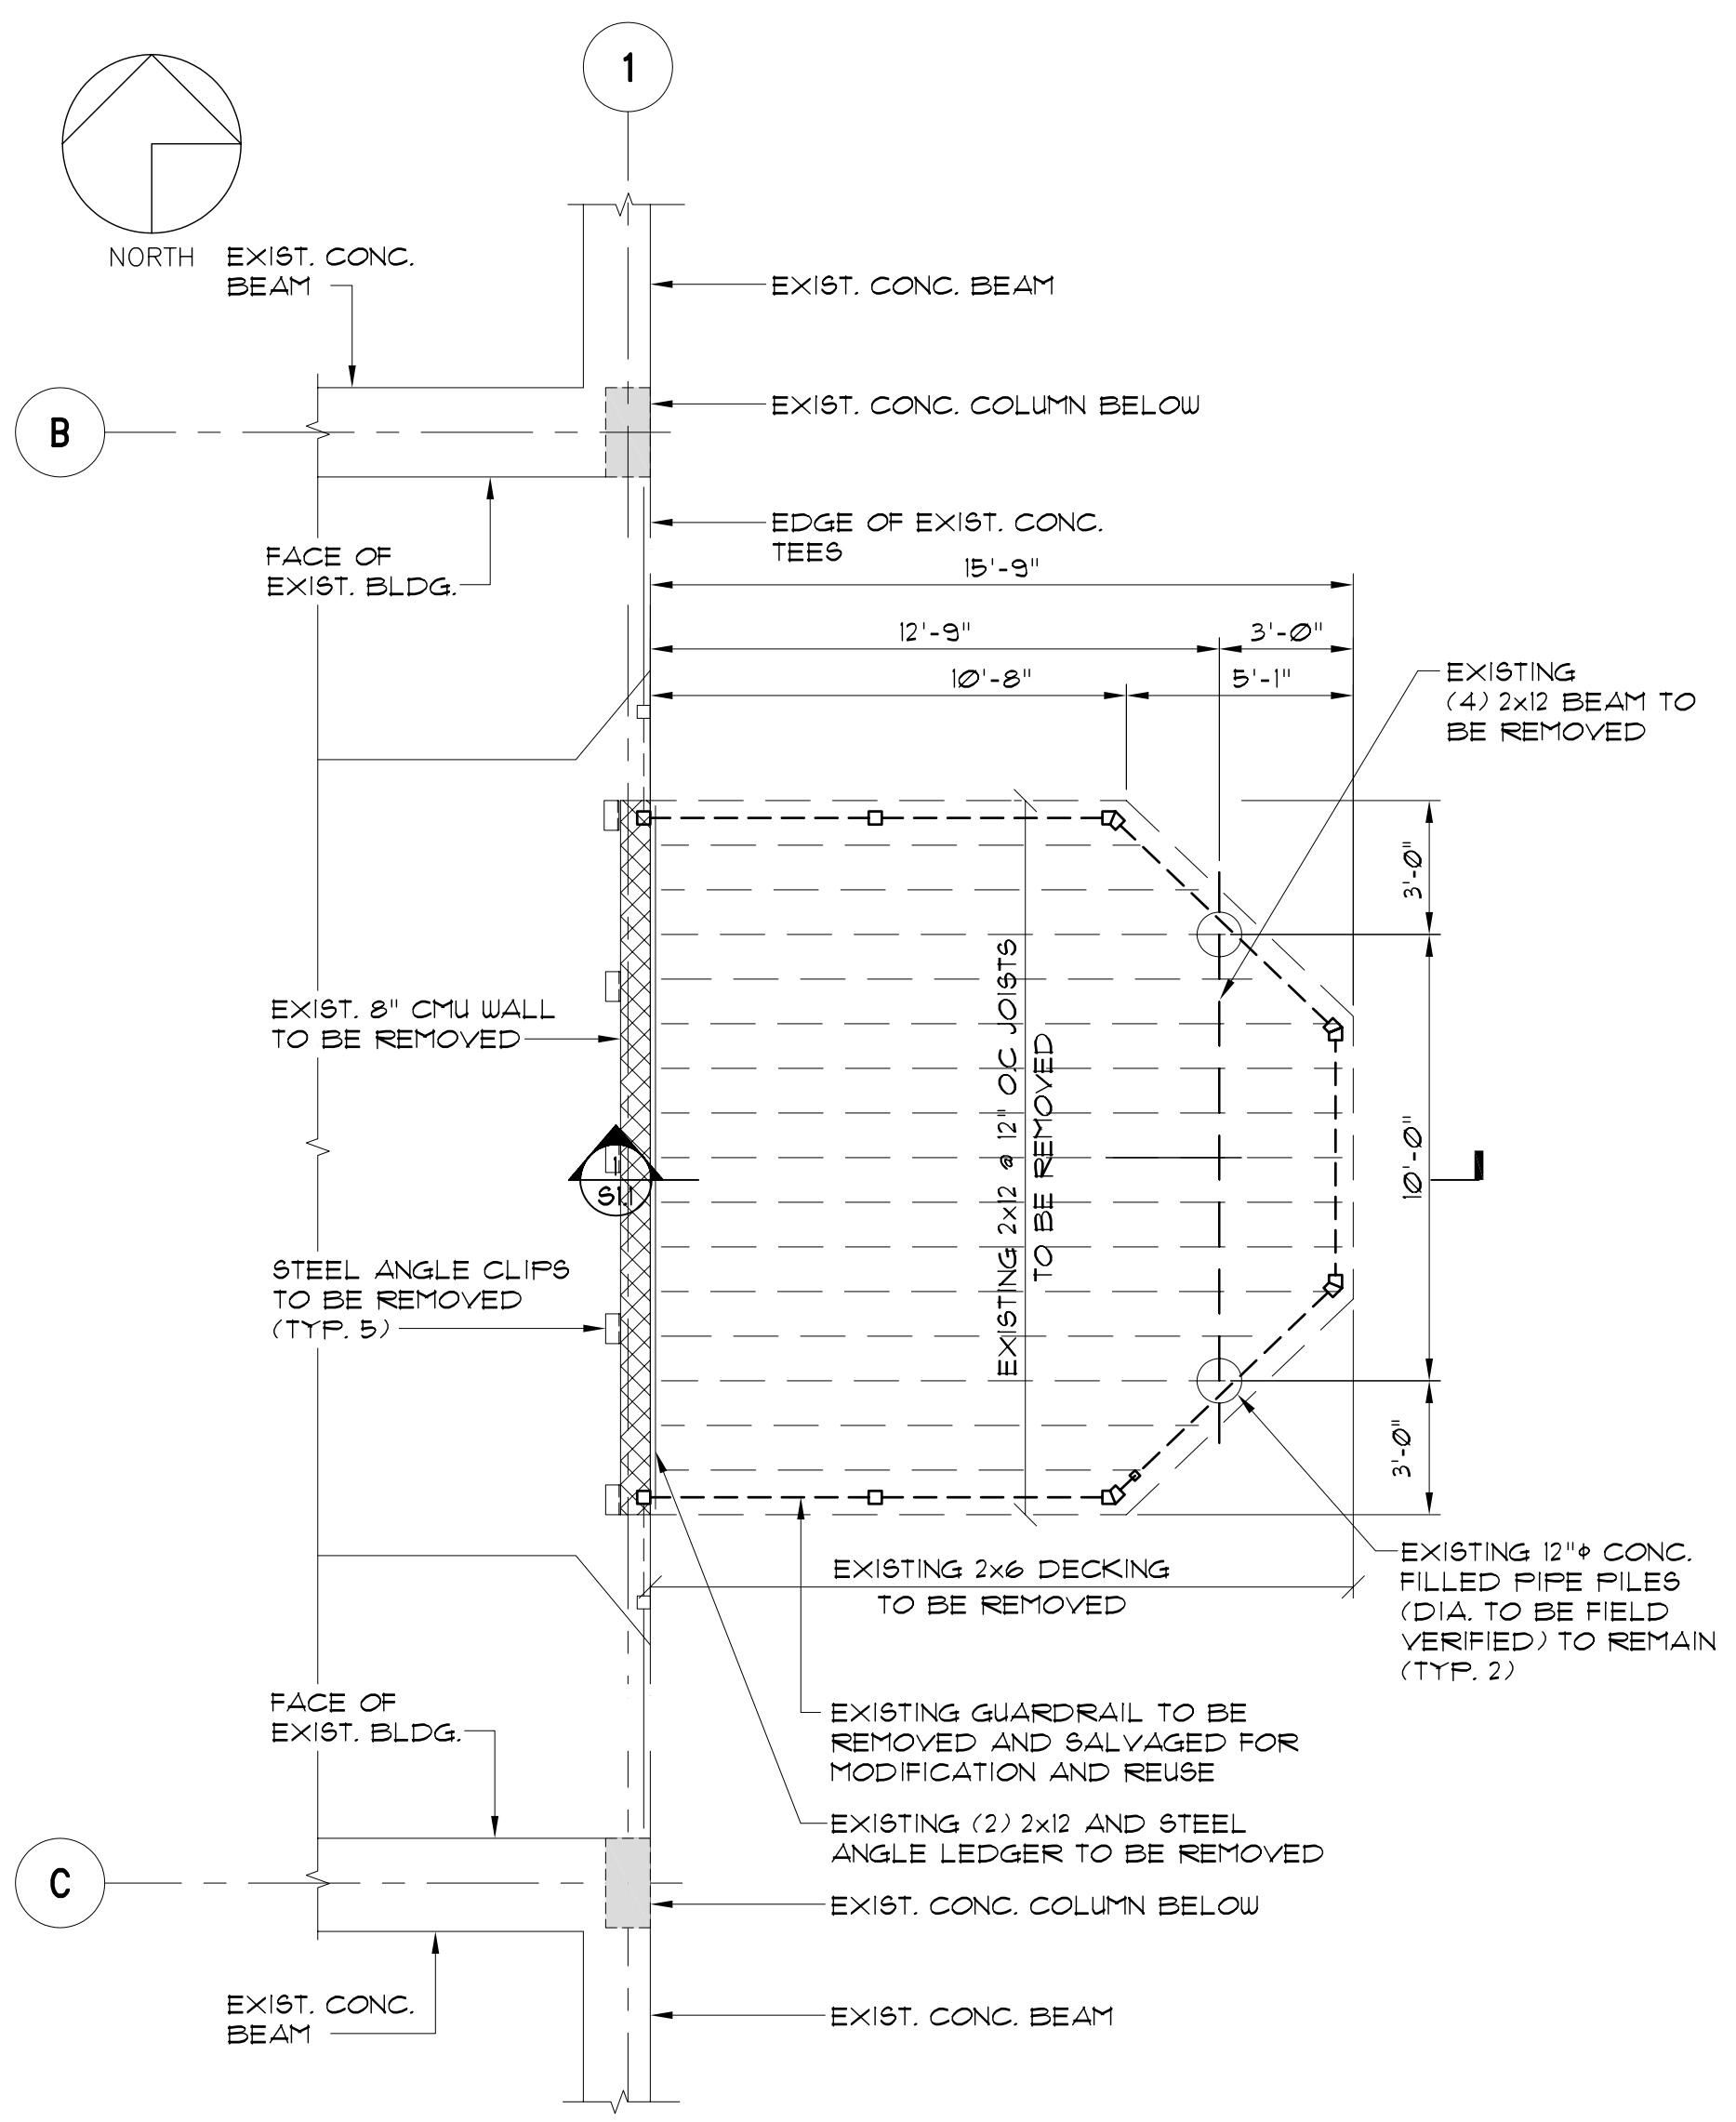 1
NORTH
EXIST. CONC.
BEAM
EXIST. CONC. BEAM
B
EXIST. CONC. COLUMN BELOW
EDGE OF EXIST. CONC.
TEES
FACE OF
EXIST. BLDG.
15'-9"
12'-9"
3'-0"
10'-8"
5'-1"
EXISTING
(4) 2x12 BEAM TO
BE REMOVED
3'-0"
EXIST. 8" CMU WALL
TO BE REMOVED
EXISTING 2x12 @ 12" O.C. JOISTS
TO BE REMOVED
10'-0"
1
S1.1
STEEL ANGLE CLIPS
TO BE REMOVED
(TYP. 5)
3'-0"
EXISTING 2x6 DECKING
TO BE REMOVED
EXISTING 12"ϕ CONC.
FILLED PIPE PILES
(DIA. TO BE FIELD
VERIFIED) TO REMAIN
(TYP. 2)
FACE OF
EXIST. BLDG.
EXISTING GUARDRAIL TO BE
REMOVED AND SALVAGED FOR
MODIFICATION AND REUSE
EXISTING (2) 2x12 AND STEEL
ANGLE LEDGER TO BE REMOVED
C
EXIST. CONC. COLUMN BELOW
EXIST. CONC.
BEAM
EXIST. CONC. BEAM